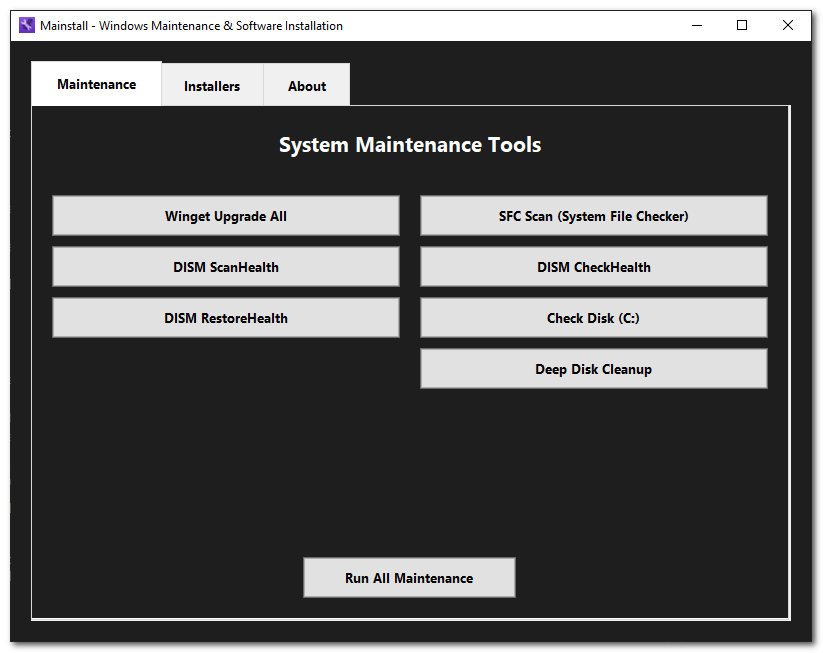 Mainstall - Windows Maintenance & Software Installation
Maintenance
Installers
About
System Maintenance Tools
Winget Upgrade All
SFC Scan (System File Checker)
DISM ScanHealth
DISM CheckHealth
DISM RestoreHealth
Check Disk (C:)
Deep Disk Cleanup
Run All Maintenance